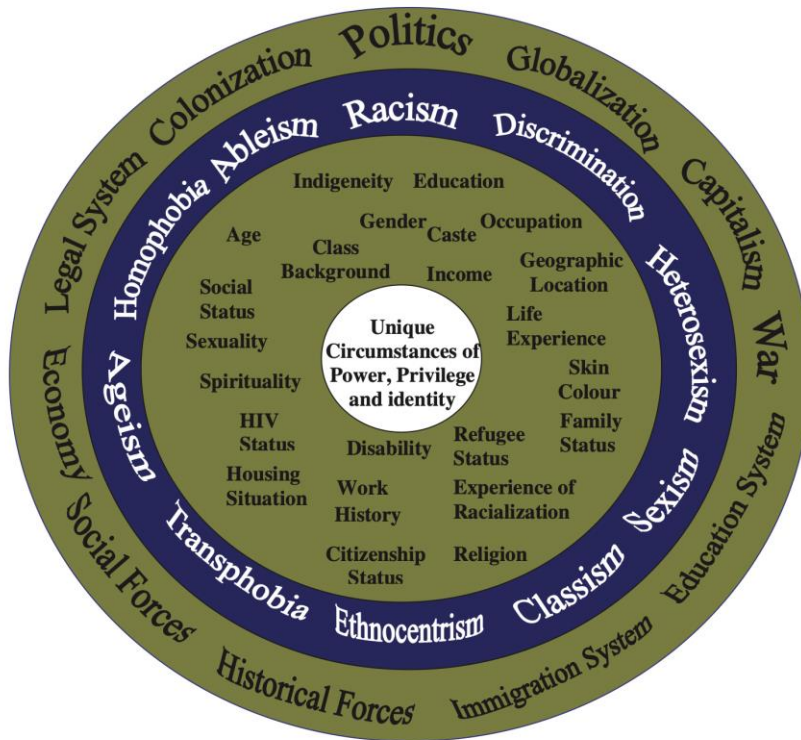 Politics
Globalization
Capitalism
War
Education System
Immigration System
Historical Forces
Social Forces
Economy
Legal System
Colonization
Racism
Discrimination
Heterosexism
Sexism
Classism
Ethnocentrism
Transphobia
Ageism
Homophobia
Ableism
Indigeneity
Education
Age
Gender
Caste
Occupation
Class
Background
Income
Geographic
Location
Social
Status
Life
Experience
Sexuality
Skin
Colour
Spirituality
HIV
Status
Disability
Refugee
Status
Family
Status
Housing
Situation
Work
History
Experience of
Racialization
Citizenship
Status
Religion
Unique
Circumstances of
Power, Privilege
and identity